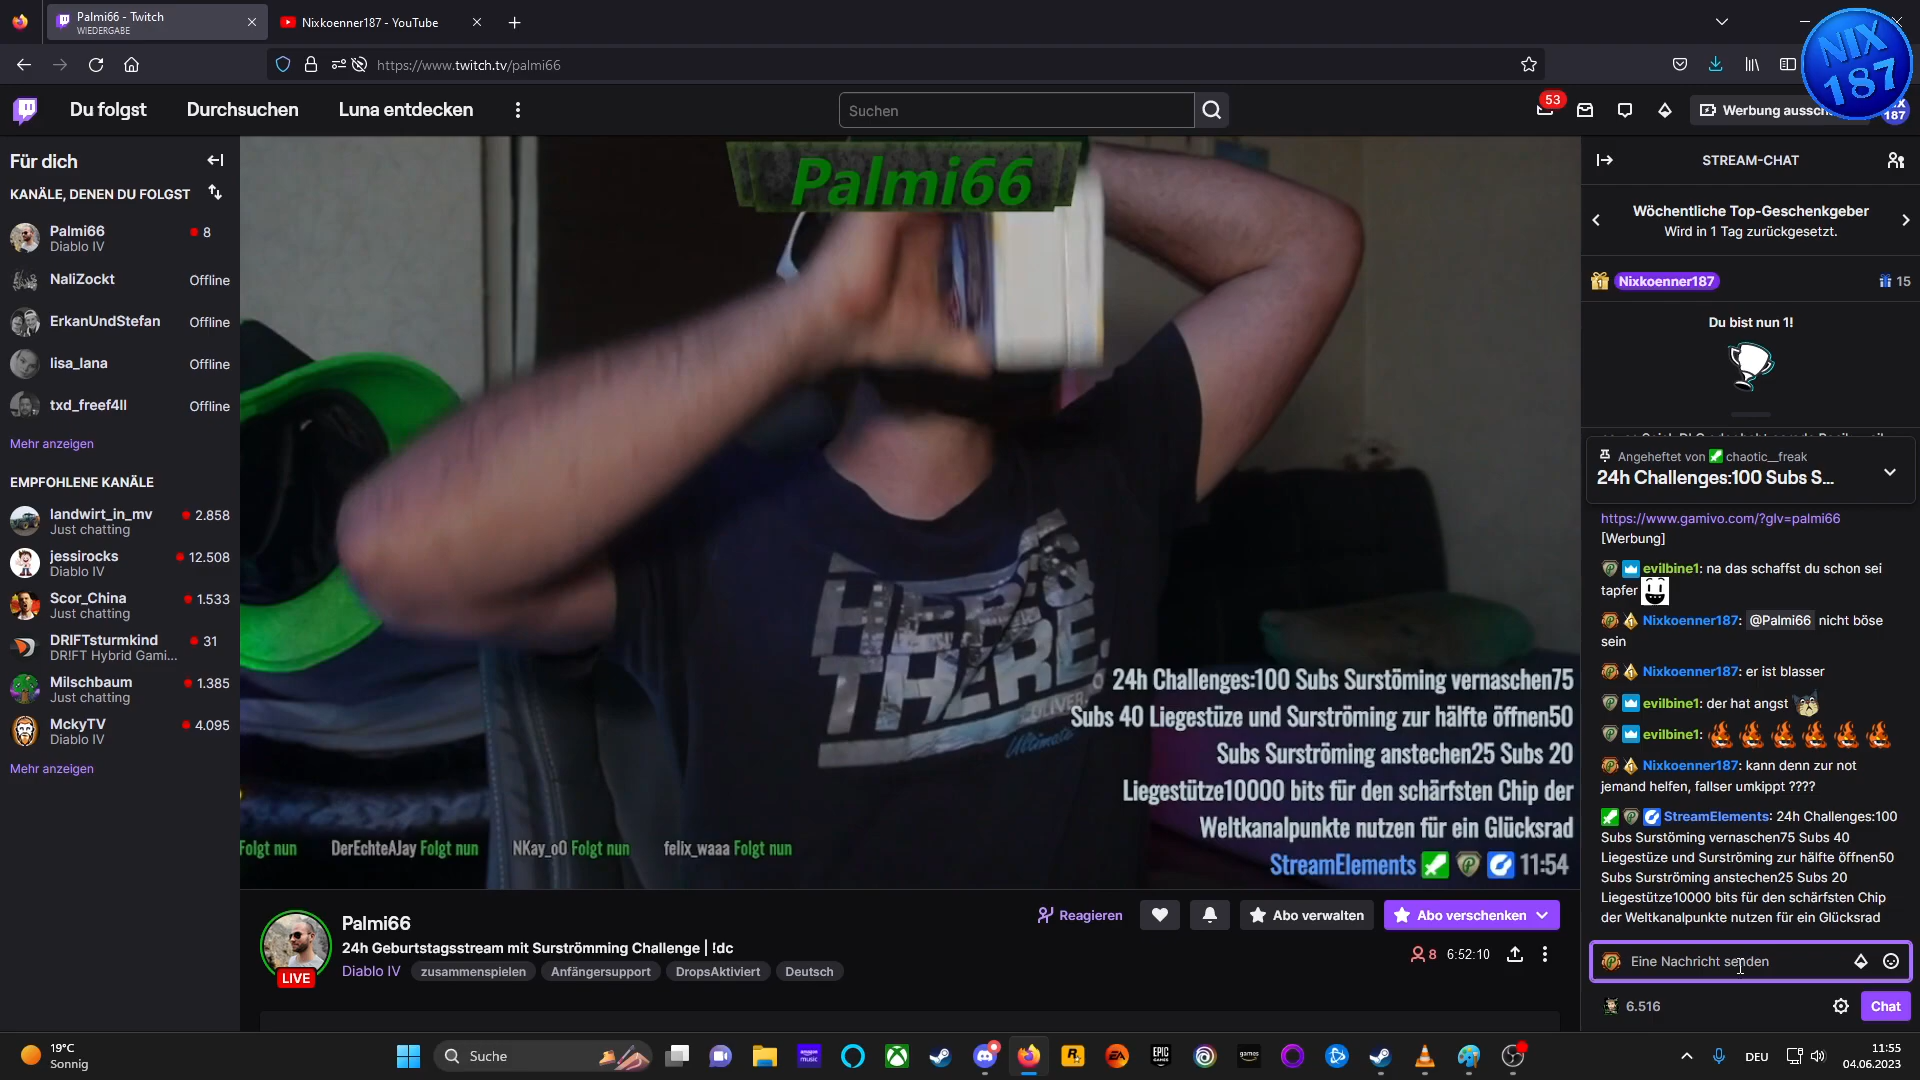 Palmi66 - Twitch
WIEDERGABE
Nixkoenner187 - YouTube
https://www.twitch.tv/palmi66
NIX
187
Du folgst
Durchsuchen
Luna entdecken
Suchen
53
Werbung aussch
187
Für dich
KANÄLE, DENEN DU FOLGST
Palmi66
8
Diablo IV
NaliZockt
Offline
ErkanUndStefan
Offline
lisa_lana
Offline
txd_freef4ll
Offline
Mehr anzeigen
EMPFOHLENE KANÄLE
landwirt_in_mv
2.858
Just chatting
jessirocks
12.508
Diablo IV
Scor_China
1.533
Just chatting
DRIFTsturmkind
31
DR!FT Hybrid Gami...
Milschbaum
1.385
Just chatting
MckyTV
4.095
Diablo IV
Mehr anzeigen
Palmi66
HERE'S
THERE.
OLIVER
Ultimate
24h Challenges:100 Subs Surstöming vernaschen75
Subs 40 Liegestüze und Surströming zur hälfte öffnen50
Subs Surströming anstechen25 Subs 20
Liegestütze10000 bits für den schärfsten Chip der
Weltkanalpunkte nutzen für ein Glücksrad
StreamElements 11:54
Folgt nun
DerEchteAJay Folgt nun
NKay_o0 Folgt nun
felix_waaa Folgt nun
Palmi66
24h Geburtstagsstream mit Surströmming Challenge | !dc
LIVE
Diablo IV
zusammenspielen
Anfängersupport
DropsAktiviert
Deutsch
Reagieren
Abo verwalten
Abo verschenken
8
6:52:10
STREAM-CHAT
Wöchentliche Top-Geschenkgeber
Wird in 1 Tag zurückgesetzt.
Nixkoenner187
15
Du bist nun 1!
Angeheftet von chaotic__freak
24h Challenges:100 Subs S...
https://www.gamivo.com/?glv=palmi66
[Werbung]
evilbine1: na das schaffst du schon sei
tapfer
Nixkoenner187: @Palmi66 nicht böse
sein
Nixkoenner187: er ist blasser
evilbine1: der hat angst
evilbine1:
Nixkoenner187: kann denn zur not
jemand helfen, fallser umkippt ????
StreamElements: 24h Challenges:100
Subs Surstöming vernaschen75 Subs 40
Liegestüze und Surströming zur hälfte öffnen50
Subs Surströming anstechen25 Subs 20
Liegestütze10000 bits für den schärfsten Chip
der Weltkanalpunkte nutzen für ein Glücksrad
Eine Nachricht senden
6.516
Chat
19°C
Sonnig
Suche
DEU
11:55
04.06.2023